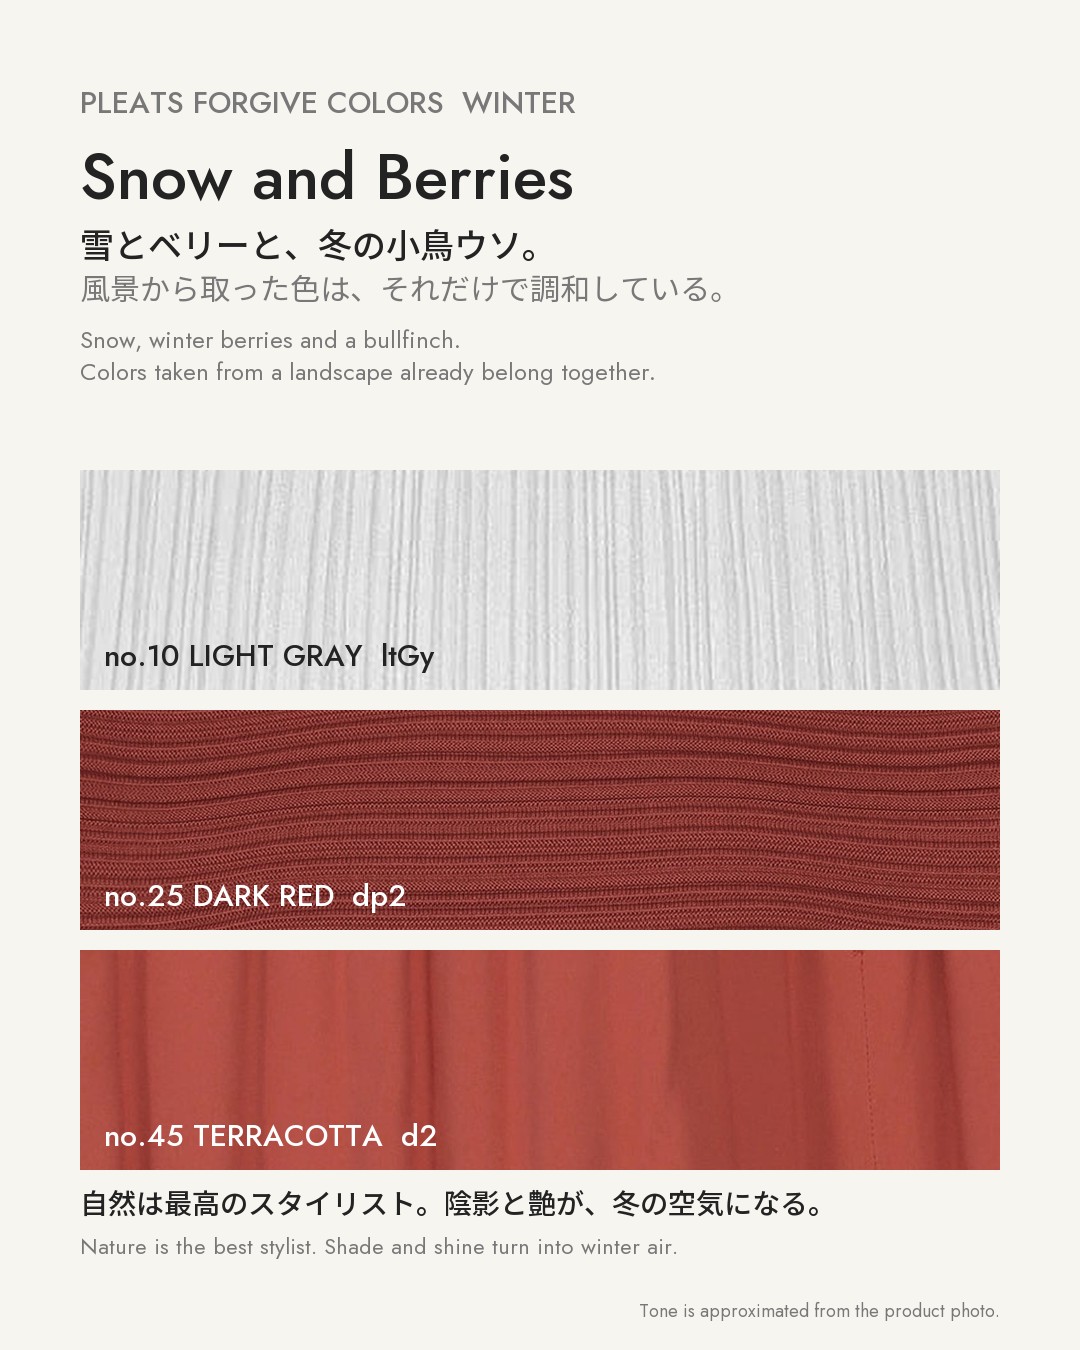 PLEATS FORGIVE COLORS  WINTER
Snow and Berries
雪とベリーと、冬の小鳥ウソ。
風景から取った色は、それだけで調和している。
Snow, winter berries and a bullfinch.
Colors taken from a landscape already belong together.
no.10 LIGHT GRAY  ltGy
no.25 DARK RED  dp2
no.45 TERRACOTTA  d2
自然は最高のスタイリスト。陰影と艶が、冬の空気になる。
Nature is the best stylist. Shade and shine turn into winter air.
Tone is approximated from the product photo.